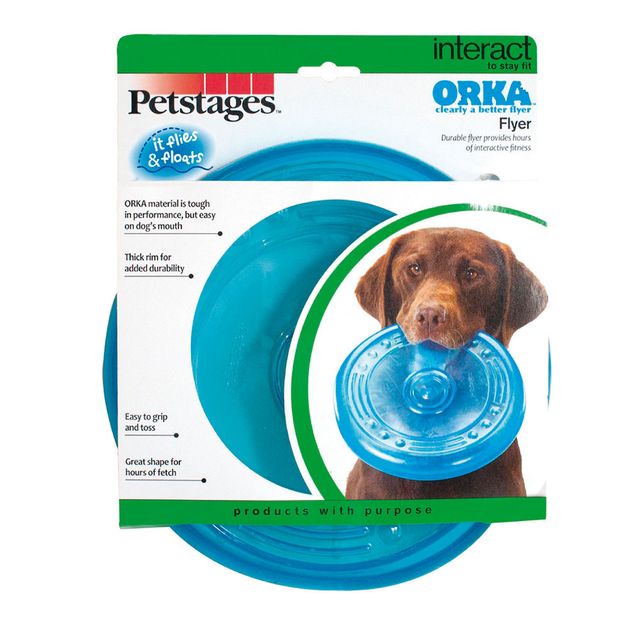 interact
to stay fit
Petstages™
ORKA™
clearly a better flyer
Flyer
Durable flyer provides hours
of interactive fitness
it flies
& floats
ORKA material is tough
in performance, but easy
on dog's mouth
Thick rim for
added durability
Easy to grip
and toss
Great shape for
hours of fetch
products with purpose